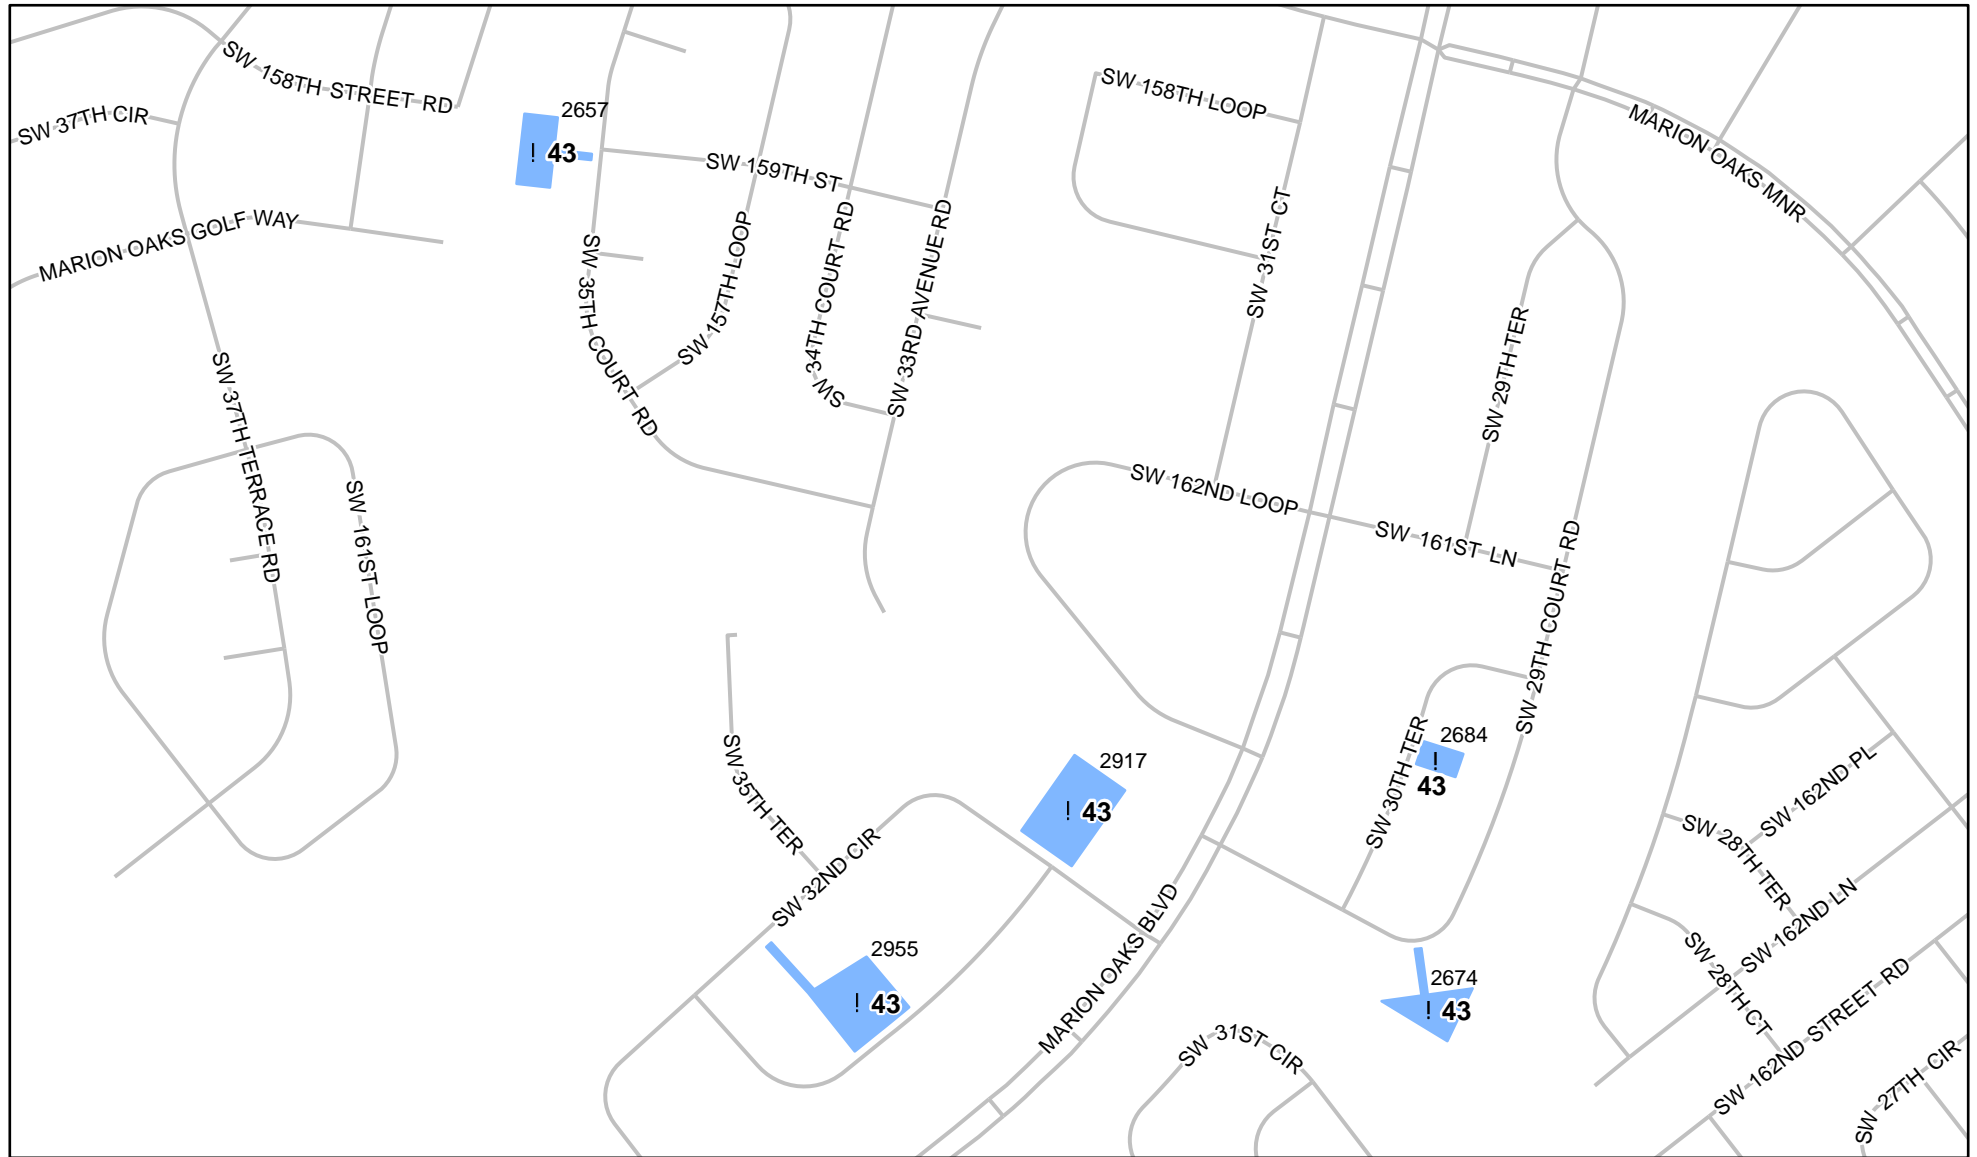 SW 158TH STREET RD
2657
SW 158TH LOOP
SW 37TH CIR
MARION OAKS MNR
! 43
SW 159TH ST
MARION OAKS GOLF WAY
SW 35TH COURT RD
SW 157TH LOOP
SW 34TH COURT RD
SW 33RD AVENUE RD
SW 31ST CT
SW 29TH TER
SW 37TH TERRACE RD
SW 161ST LOOP
SW 162ND LOOP
SW 161ST LN
SW 29TH COURT RD
SW 35TH TER
2917
! 43
SW 30TH TER
2684
!
43
SW 162ND PL
SW 28TH TER
SW 32ND CIR
SW 162ND LN
MARION OAKS BLVD
2955
! 43
2674
! 43
SW 28TH CT
SW 162ND STREET RD
SW 31ST CIR
SW 27TH CIR